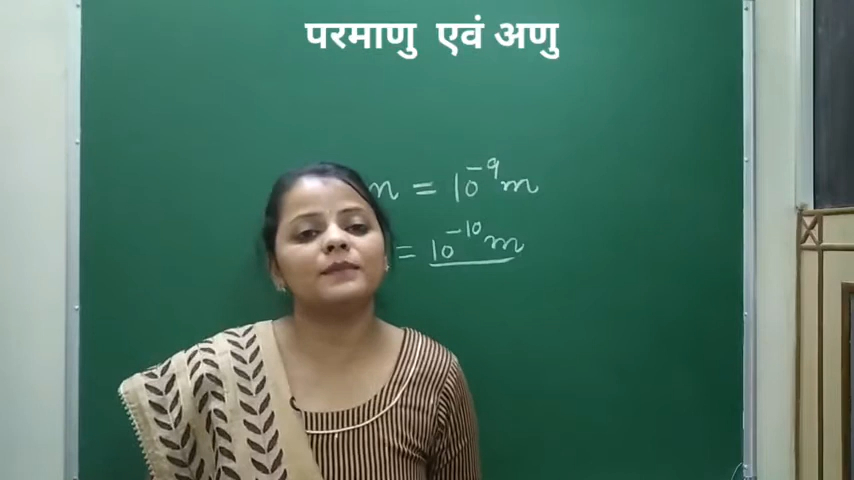 परमाणु एवं अणु
n = 10⁻⁹m
= 10⁻¹⁰m